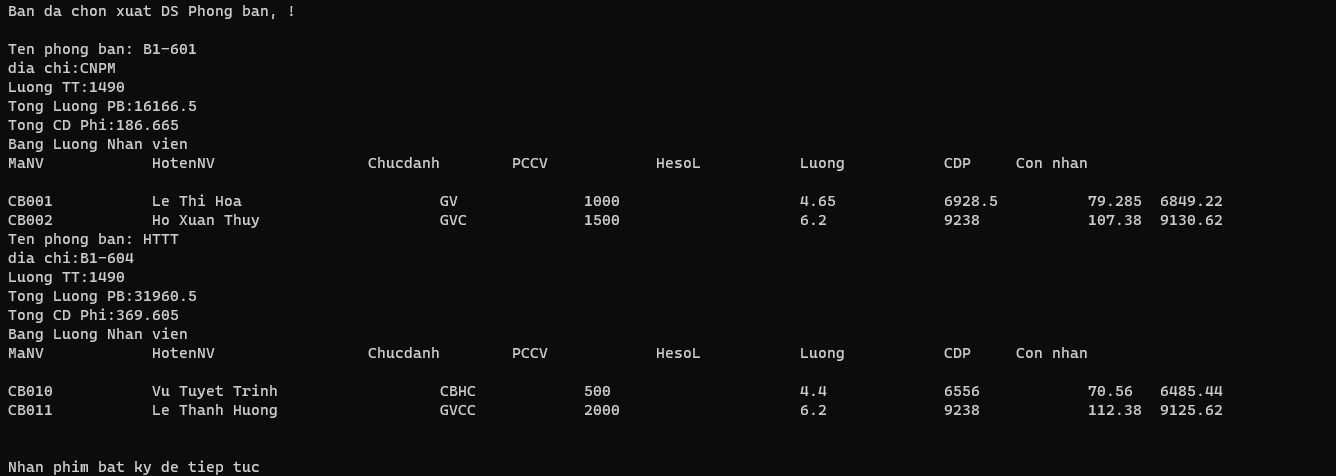 Ban da chon xuat DS Phong ban, !
Ten phong ban: B1-601
dia chi:CNPM
Luong TT:1490
Tong Luong PB:16166.5
Tong CD Phi:186.665
Bang Luong Nhan vien
MaNV HotenNV Chucdanh PCCV HesoL Luong CDP Con nhan
CB001 Le Thi Hoa GV 1000 4.65 6928.5 79.285 6849.22
CB002 Ho Xuan Thuy GVC 1500 6.2 9238 107.38 9130.62
Ten phong ban: HTTT
dia chi:B1-604
Luong TT:1490
Tong Luong PB:31960.5
Tong CD Phi:369.605
Bang Luong Nhan vien
MaNV HotenNV Chucdanh PCCV HesoL Luong CDP Con nhan
CB010 Vu Tuyet Trinh CBHC 500 4.4 6556 70.56 6485.44
CB011 Le Thanh Huong GVCC 2000 6.2 9238 112.38 9125.62
Nhan phim bat ky de tiep tuc